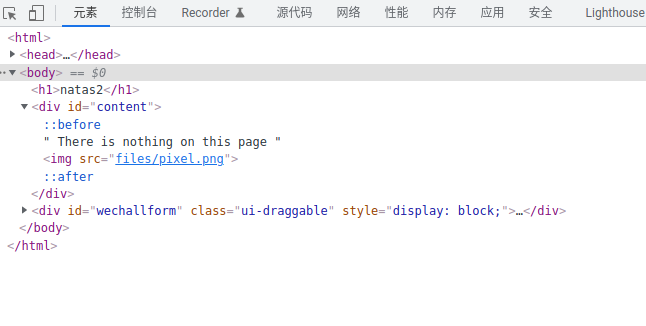 元素 控制台 Recorder 源代码 网络 性能 内存 应用 安全 Lighthouse
<html>
<head>…</head>
<body> == $0
<h1>natas2</h1>
<div id="content">
::before
" There is nothing on this page "
<img src="files/pixel.png">
::after
</div>
<div id="wechallform" class="ui-draggable" style="display: block;">…</div>
</body>
</html>